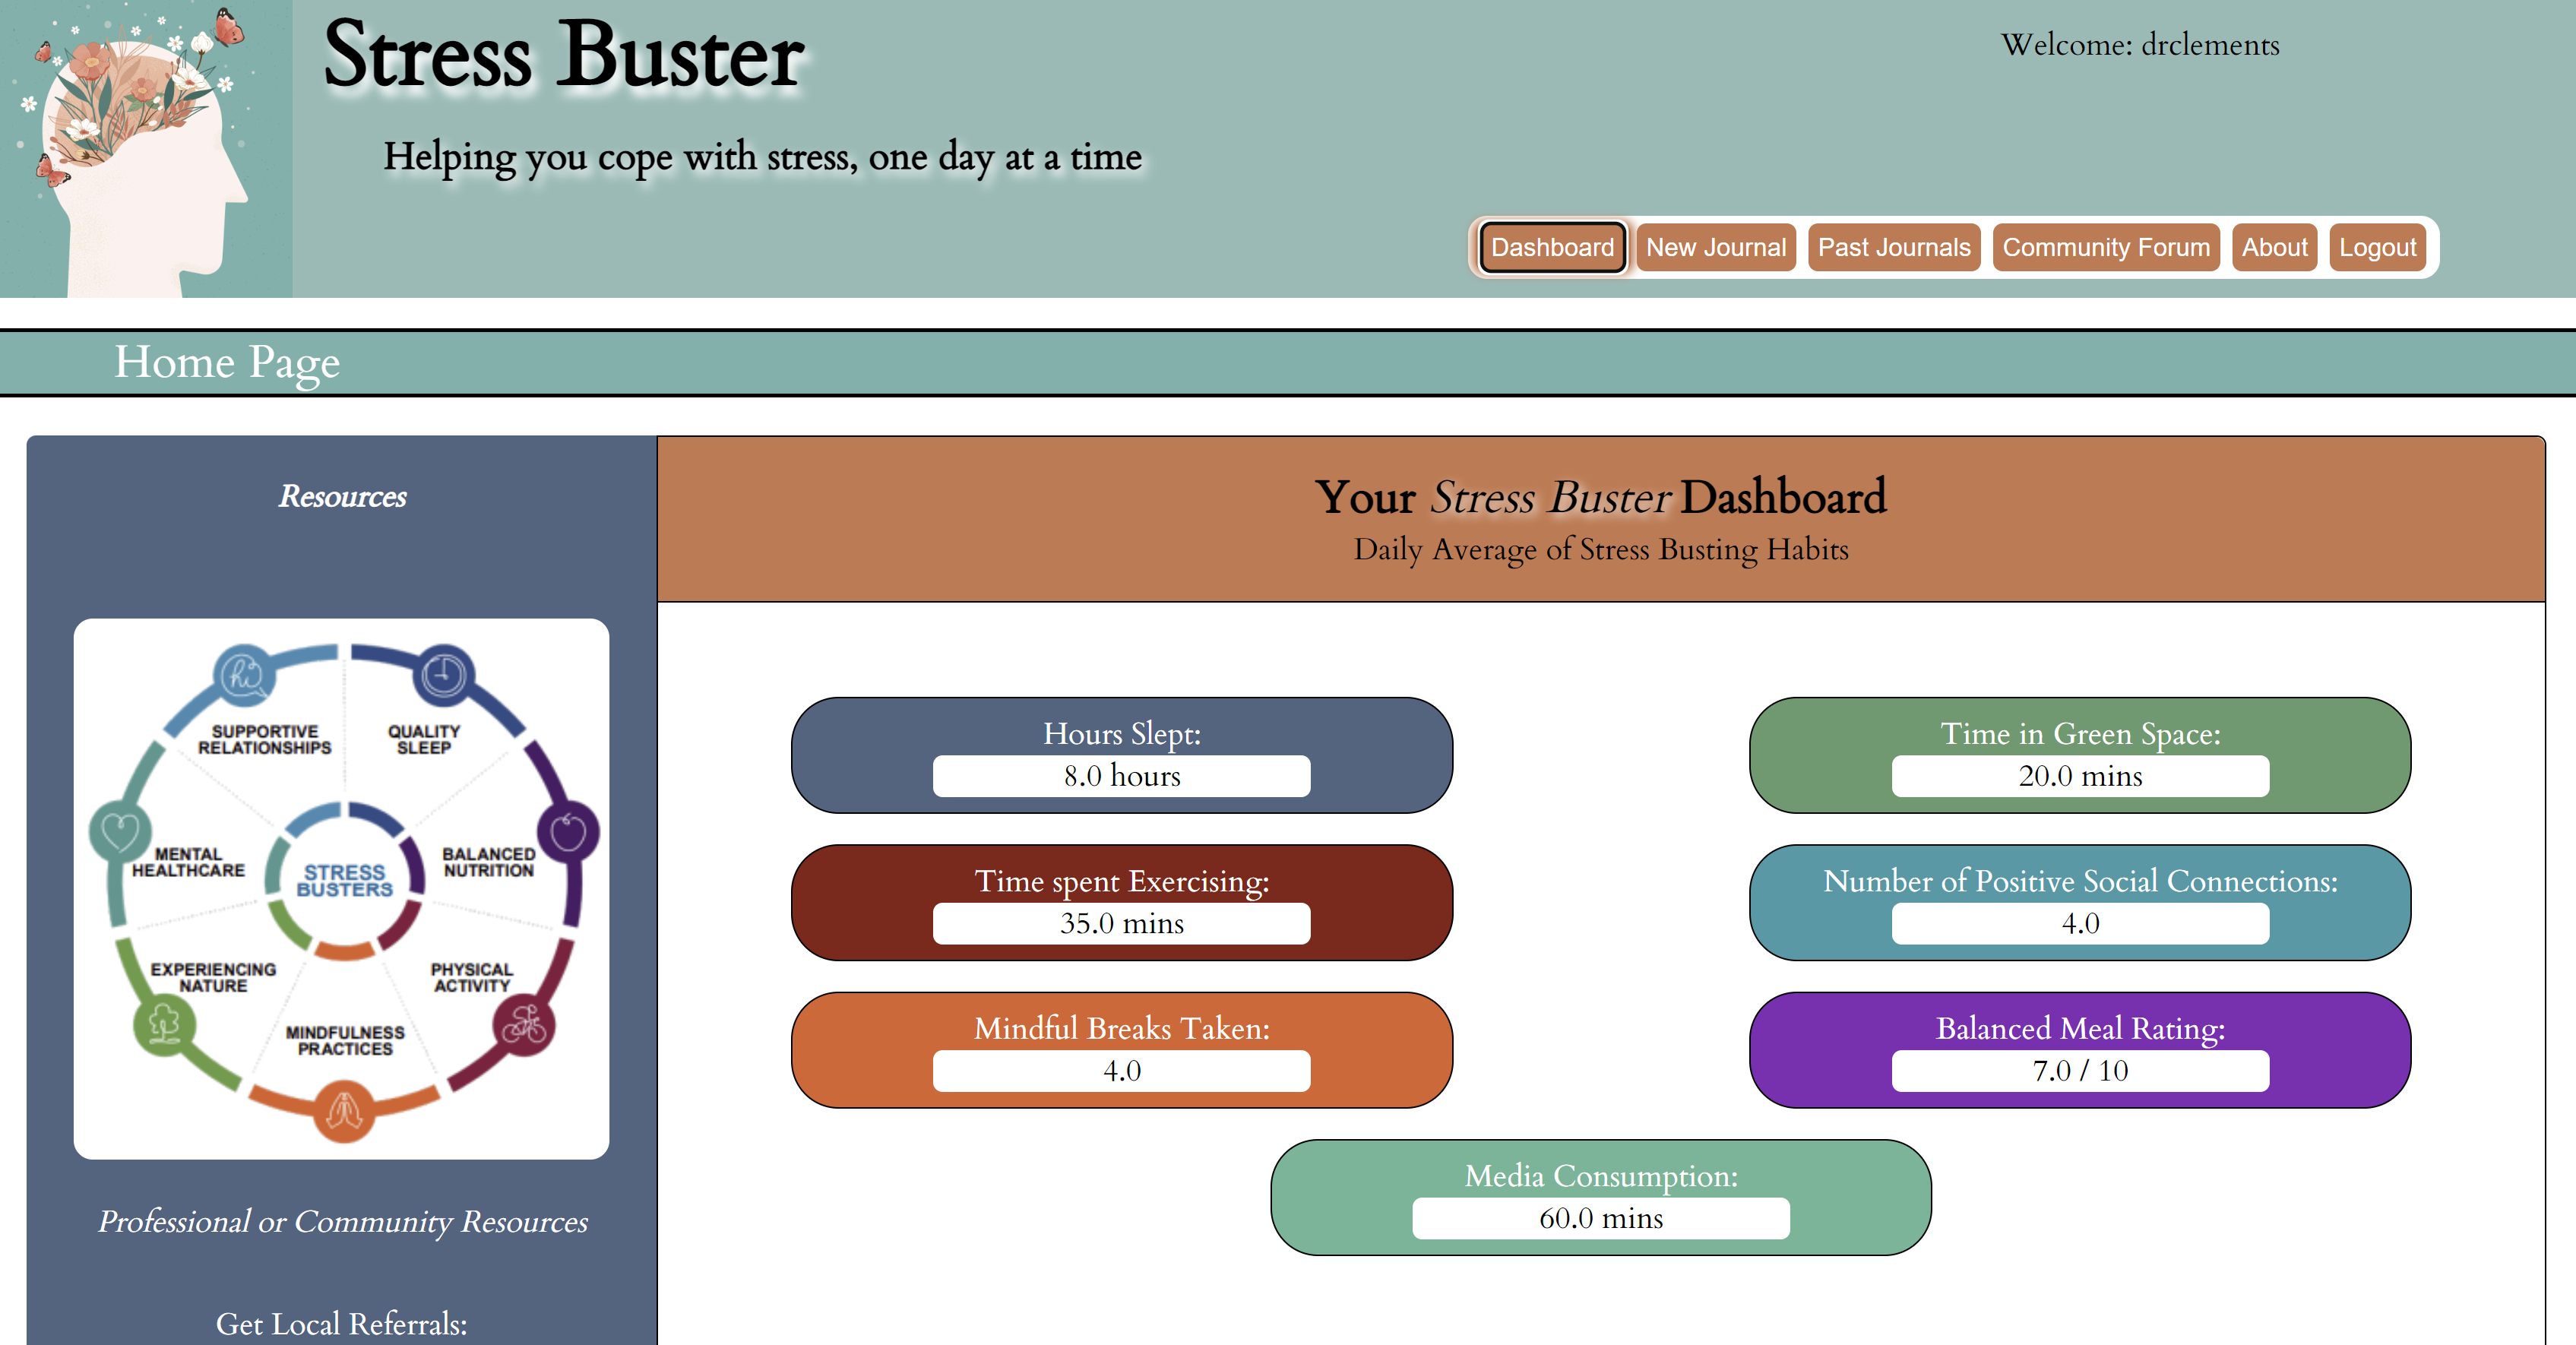 Stress Buster
Welcome: drclements
Helping you cope with stress, one day at a time
Dashboard New Journal Past Journals Community Forum About Logout
Home Page
Resources
SUPPORTIVE
RELATIONSHIPS
QUALITY
SLEEP
MENTAL
HEALTHCARE
STRESS
BUSTERS
BALANCED
NUTRITION
EXPERIENCING
NATURE
PHYSICAL
ACTIVITY
MINDFULNESS
PRACTICES
Professional or Community Resources
Get Local Referrals:
Your Stress Buster Dashboard
Daily Average of Stress Busting Habits
Hours Slept:
8.0 hours
Time in Green Space:
20.0 mins
Time spent Exercising:
35.0 mins
Number of Positive Social Connections:
4.0
Mindful Breaks Taken:
4.0
Balanced Meal Rating:
7.0 / 10
Media Consumption:
60.0 mins